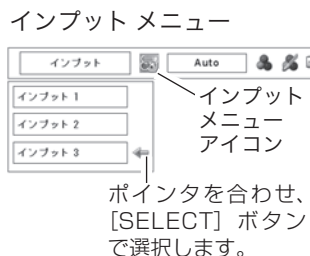 インプット メニュー
インプット Auto
インプット 1
インプット 2
インプット 3
インプット
メニュー
アイコン
ポインタを合わせ、
［SELECT］ボタン
で選択します。